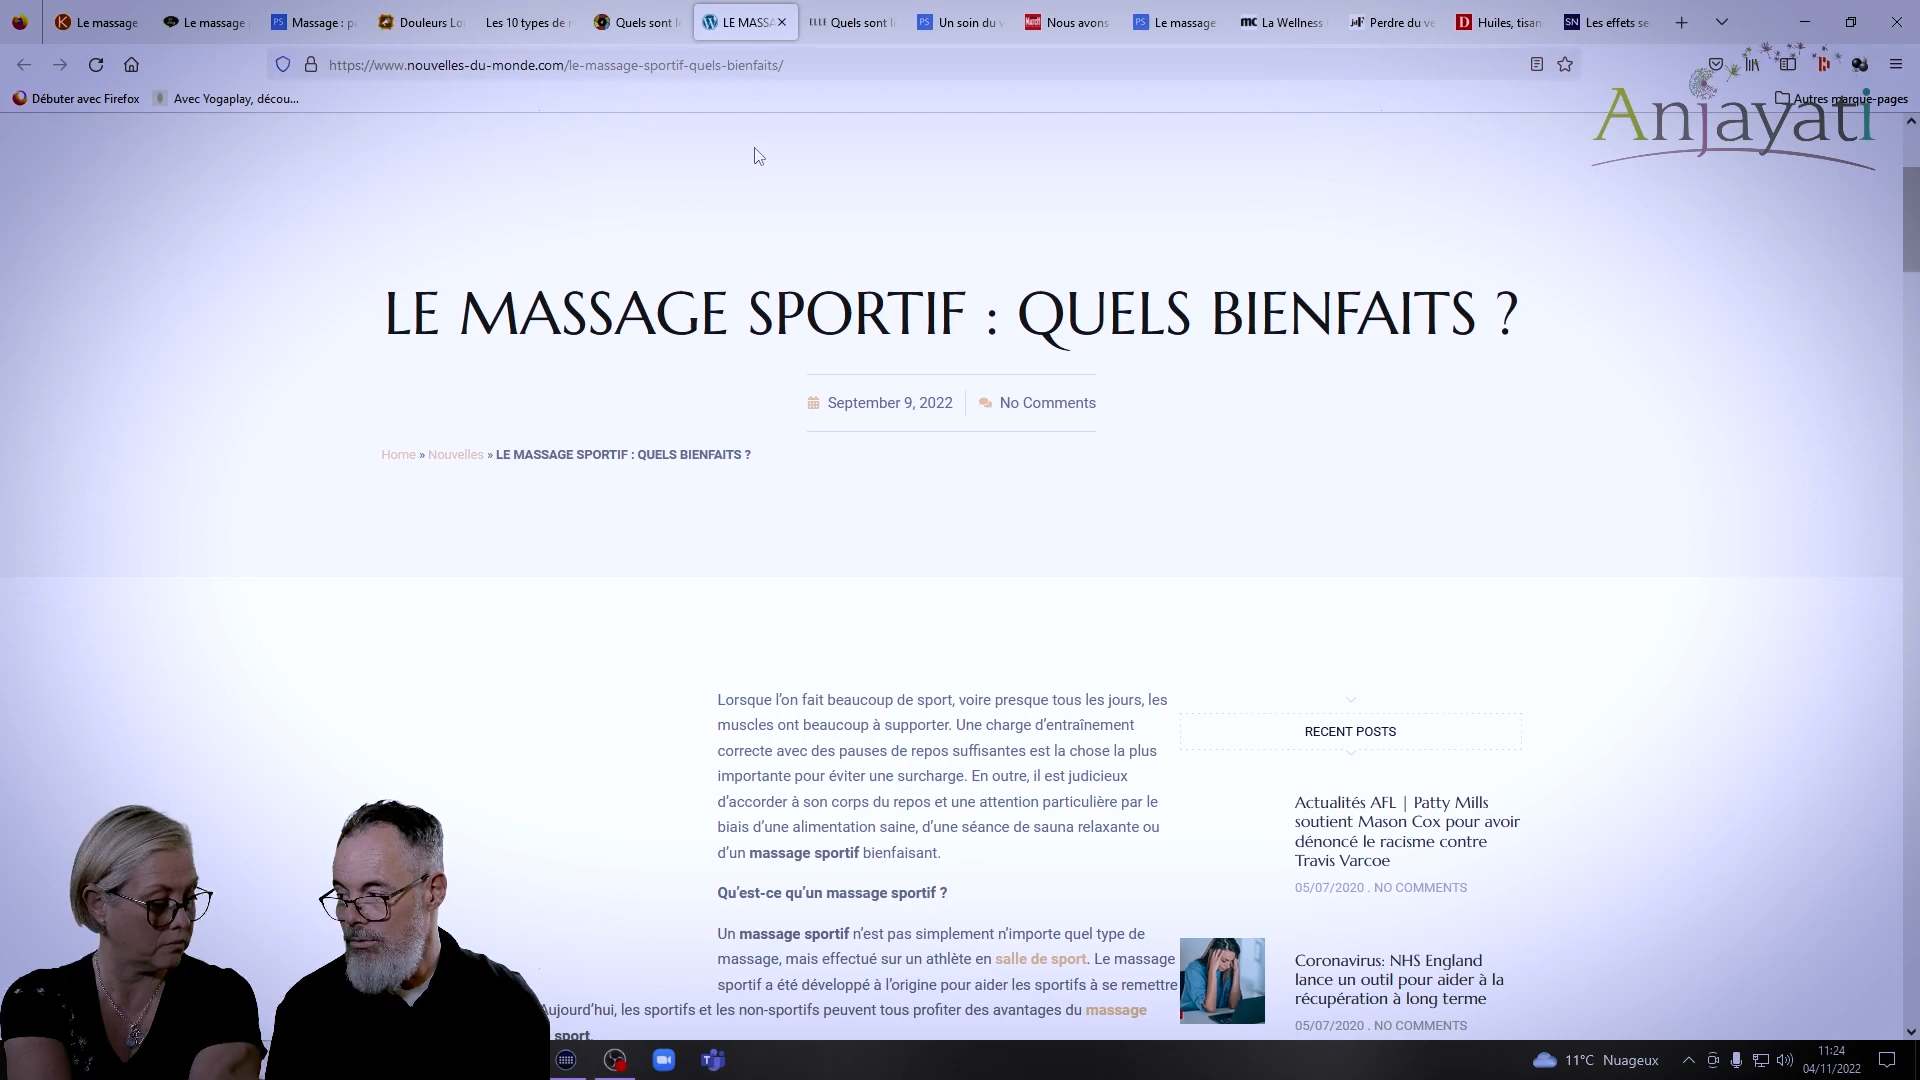 Le massage
Le massage
Massage : p
Douleurs Lo
Les 10 types de
Quels sont l
LE MASSA
ELLE Quels sont l
PS Un soin du v
Nous avons
PS Le massage
mc La Wellness
Perdre du ve
D Huiles, tisan
SN Les effets se
https://www.nouvelles-du-monde.com/le-massage-sportif-quels-bienfaits/
Débuter avec Firefox
Avec Yogaplay, décou...
Autres marque-pages
Anjayati
LE MASSAGE SPORTIF : QUELS BIENFAITS ?
September 9, 2022
No Comments
Home » Nouvelles » LE MASSAGE SPORTIF : QUELS BIENFAITS ?
Lorsque l’on fait beaucoup de sport, voire presque tous les jours, les
muscles ont beaucoup à supporter. Une charge d’entraînement
correcte avec des pauses de repos suffisantes est la chose la plus
importante pour éviter une surcharge. En outre, il est judicieux
d’accorder à son corps du repos et une attention particulière par le
biais d’une alimentation saine, d’une séance de sauna relaxante ou
d’un massage sportif bienfaisant.
Qu’est-ce qu’un massage sportif ?
Un massage sportif n’est pas simplement n’importe quel type de
massage, mais effectué sur un athlète en salle de sport. Le massage
sportif a été développé à l’origine pour aider les sportifs à se remettre
Aujourd’hui, les sportifs et les non-sportifs peuvent tous profiter des avantages du massage
sport.
RECENT POSTS
Actualités AFL | Patty Mills
soutient Mason Cox pour avoir
dénoncé le racisme contre
Travis Varcoe
05/07/2020 . NO COMMENTS
Coronavirus: NHS England
lance un outil pour aider à la
récupération à long terme
05/07/2020 . NO COMMENTS
11°C Nuageux
11:24
04/11/2022